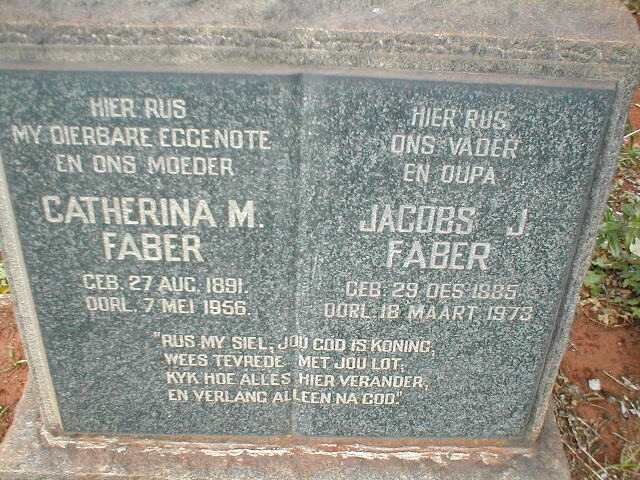 HIER RUS
MY DIERBARE EGGENOTE
EN ONS MOEDER
CATHERINA M.
FABER
GEB. 27 AUG. 1891.
OORL. 7 MEI 1956.
HIER RUS
ONS VADER
EN OUPA
JACOBS J
FABER
GEB 29 DES 1885
OORL. 18 MAART 1973
"RUS MY SIEL, JOU GOD IS KONING,
WEES TEVREDE MET JOU LOT,
KYK HOE ALLES HIER VERANDER,
EN VERLANG ALLEEN NA GOD."